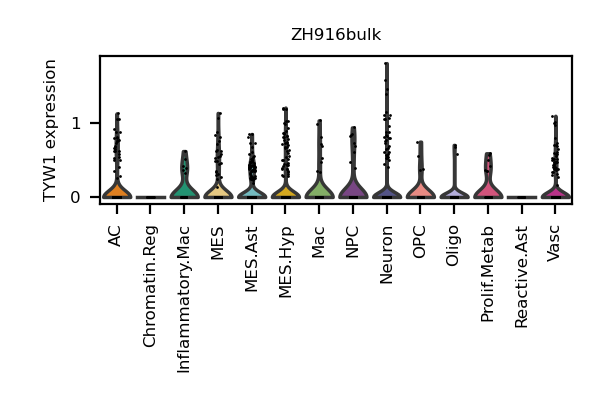 ZH916bulk
TYW1 expression
1
0
AC
Chromatin.Reg
Inflammatory.Mac
MES
MES.Ast
MES.Hyp
Mac
NPC
Neuron
OPC
Oligo
Prolif.Metab
Reactive.Ast
Vasc